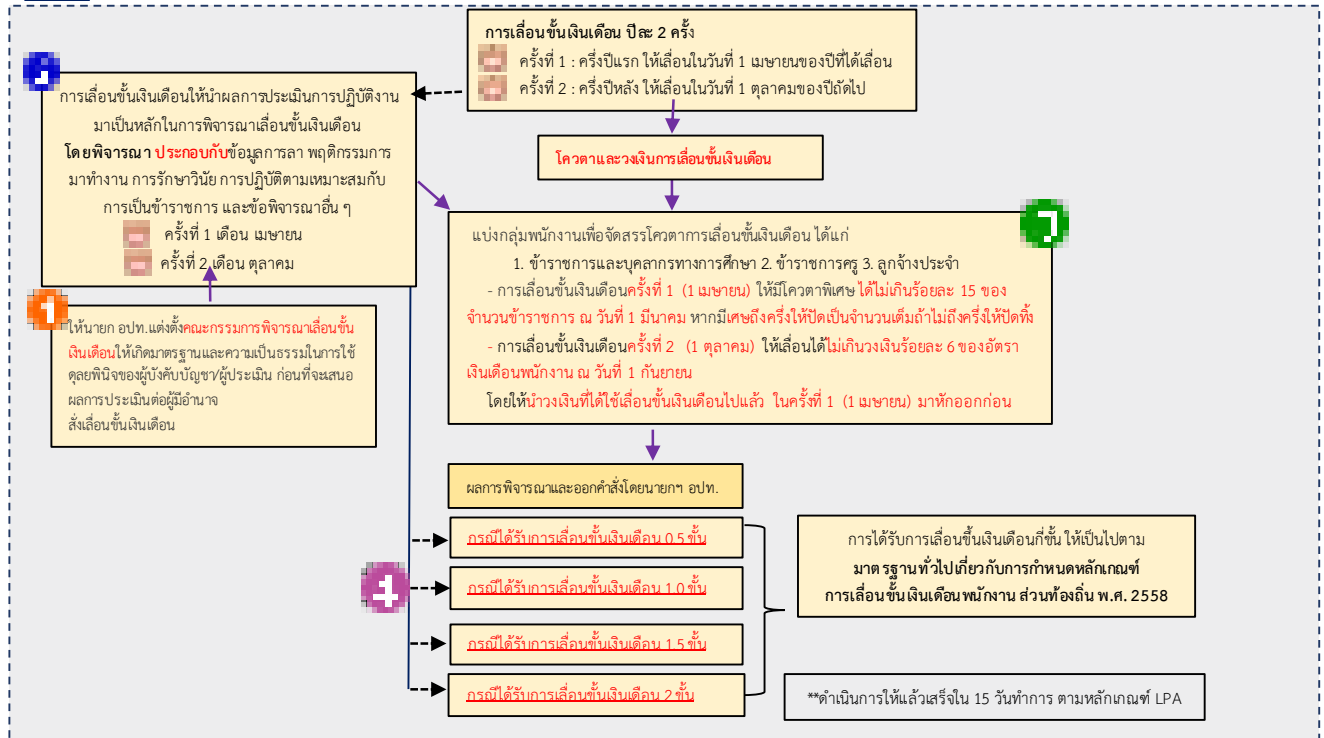 การเลื่อนขั้นเงินเดือน ปีละ 2 ครั้ง
ครั้งที่ 1 : ครึ่งปีแรก ให้เลื่อนในวันที่ 1 เมษายนของปีที่ได้เลื่อน
ครั้งที่ 2 : ครึ่งปีหลัง ให้เลื่อนในวันที่ 1 ตุลาคมของปีถัดไป
การเลื่อนขั้นเงินเดือนให้นำผลการประเมินการปฏิบัติงาน
มาเป็นหลักในการพิจารณาเลื่อนขั้นเงินเดือน
โดยพิจารณา ประกอบกับข้อมูลการลา พฤติกรรมการ
มาทำงาน การรักษาวินัย การปฏิบัติตามเหมาะสมกับ
การเป็นข้าราชการ และข้อพิจารณาอื่น ๆ
ครั้งที่ 1 เดือน เมษายน
ครั้งที่ 2 เดือน ตุลาคม
1
ให้นายก อปท.แต่งตั้งคณะกรรมการพิจารณาเลื่อนขั้น
เงินเดือนให้เกิดมาตรฐานและความเป็นธรรมในการใช้
ดุลยพินิจของผู้บังคับบัญชา/ผู้ประเมิน ก่อนที่จะเสนอ
ผลการประเมินต่อผู้มีอำนาจ
สั่งเลื่อนขั้นเงินเดือน
โควตาและวงเงินการเลื่อนขั้นเงินเดือน
แบ่งกลุ่มพนักงานเพื่อจัดสรรโควตาการเลื่อนขั้นเงินเดือน ได้แก่
1. ข้าราชการและบุคลากรทางการศึกษา 2. ข้าราชการครู 3. ลูกจ้างประจำ
- การเลื่อนขั้นเงินเดือนครั้งที่ 1 (1 เมษายน) ให้มีโควตาพิเศษ ได้ไม่เกินร้อยละ 15 ของ
จำนวนข้าราชการ ณ วันที่ 1 มีนาคม หากมีเศษถึงครึ่งให้ปัดเป็นจำนวนเต็มถ้าไม่ถึงครึ่งให้ปัดทิ้ง
- การเลื่อนขั้นเงินเดือนครั้งที่ 2 (1 ตุลาคม) ให้เลื่อนได้ไม่เกินวงเงินร้อยละ 6 ของอัตรา
เงินเดือนพนักงาน ณ วันที่ 1 กันยายน
โดยให้นำวงเงินที่ได้ใช้เลื่อนขั้นเงินเดือนไปแล้ว ในครั้งที่ 1 (1 เมษายน) มาหักออกก่อน
ผลการพิจารณาและออกคำสั่งโดยนายกฯ อปท.
4
กรณีได้รับการเลื่อนขั้นเงินเดือน 0.5 ขั้น
กรณีได้รับการเลื่อนขั้นเงินเดือน 1.0 ขั้น
กรณีได้รับการเลื่อนขั้นเงินเดือน 1.5 ขั้น
กรณีได้รับการเลื่อนขั้นเงินเดือน 2 ขั้น
การได้รับการเลื่อนขึ้นเงินเดือนกี่ขั้น ให้เป็นไปตาม
มาตรฐานทั่วไปเกี่ยวกับการกำหนดหลักเกณฑ์
การเลื่อนขั้นเงินเดือนพนักงาน ส่วนท้องถิ่น พ.ศ. 2558
**ดำเนินการให้แล้วเสร็จใน 15 วันทำการ ตามหลักเกณฑ์ LPA